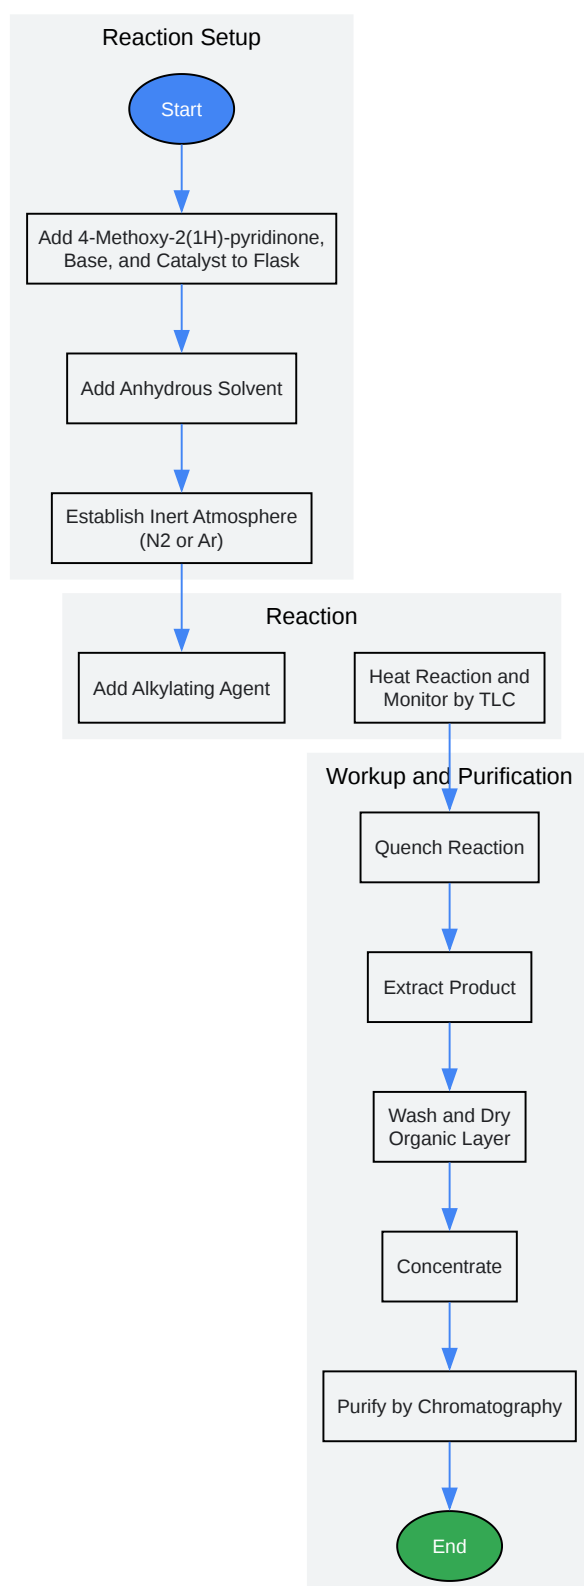 Reaction Setup
Start
Add 4-Methoxy-2(1H)-pyridinone,
Base, and Catalyst to Flask
Add Anhydrous Solvent
Establish Inert Atmosphere
(N2 or Ar)
Reaction
Add Alkylating Agent
Heat Reaction and
Monitor by TLC
Workup and Purification
Quench Reaction
Extract Product
Wash and Dry
Organic Layer
Concentrate
Purify by Chromatography
End